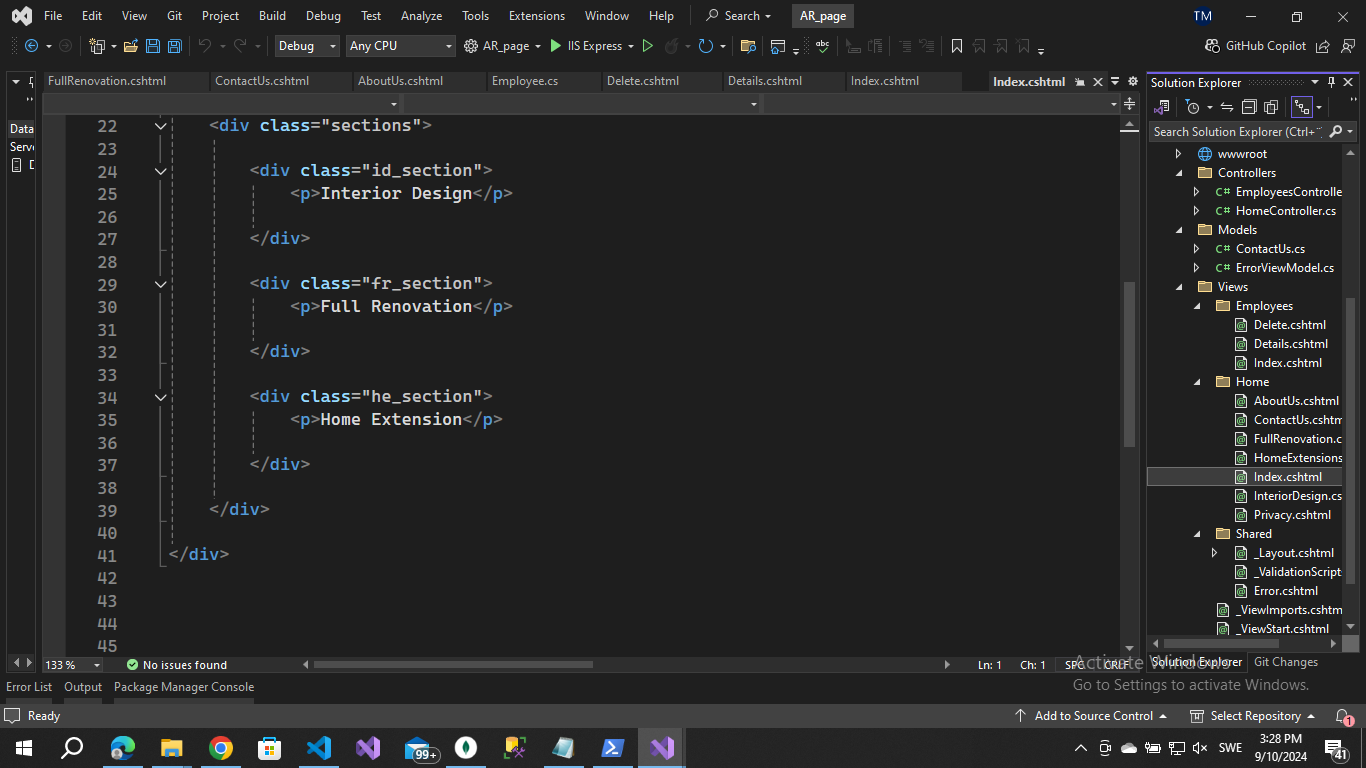 File Edit View Git Project Build Debug Test Analyze Tools Extensions Window Help Search AR_page TM
Debug Any CPU AR_page IIS Express GitHub Copilot
FullRenovation.cshtml ContactUs.cshtml AboutUs.cshtml Employee.cs Delete.cshtml Details.cshtml Index.cshtml Index.cshtml
Data
Serv
D
22 <div class="sections">
23
24 <div class="id_section">
25 <p>Interior Design</p>
26
27 </div>
28
29 <div class="fr_section">
30 <p>Full Renovation</p>
31
32 </div>
33
34 <div class="he_section">
35 <p>Home Extension</p>
36
37 </div>
38
39 </div>
40
41 </div>
42
43
44
45
133 % No issues found Ln: 1 Ch: 1 SPC CRLF
Solution Explorer
Search Solution Explorer (Ctrl+
wwwroot
Controllers
C# EmployeesControlle
C# HomeController.cs
Models
C# ContactUs.cs
C# ErrorViewModel.cs
Views
Employees
Delete.cshtml
Details.cshtml
Index.cshtml
Home
AboutUs.cshtml
ContactUs.cshtm
FullRenovation.c
HomeExtensions
Index.cshtml
InteriorDesign.cs
Privacy.cshtml
Shared
_Layout.cshtml
_ValidationScript
Error.cshtml
_ViewImports.cshtm
_ViewStart.cshtml
Solution Explorer Git Changes
Activate Windows
Go to Settings to activate Windows.
Error List Output Package Manager Console
Ready Add to Source Control Select Repository 1
99+ SWE 3:28 PM
9/10/2024 41